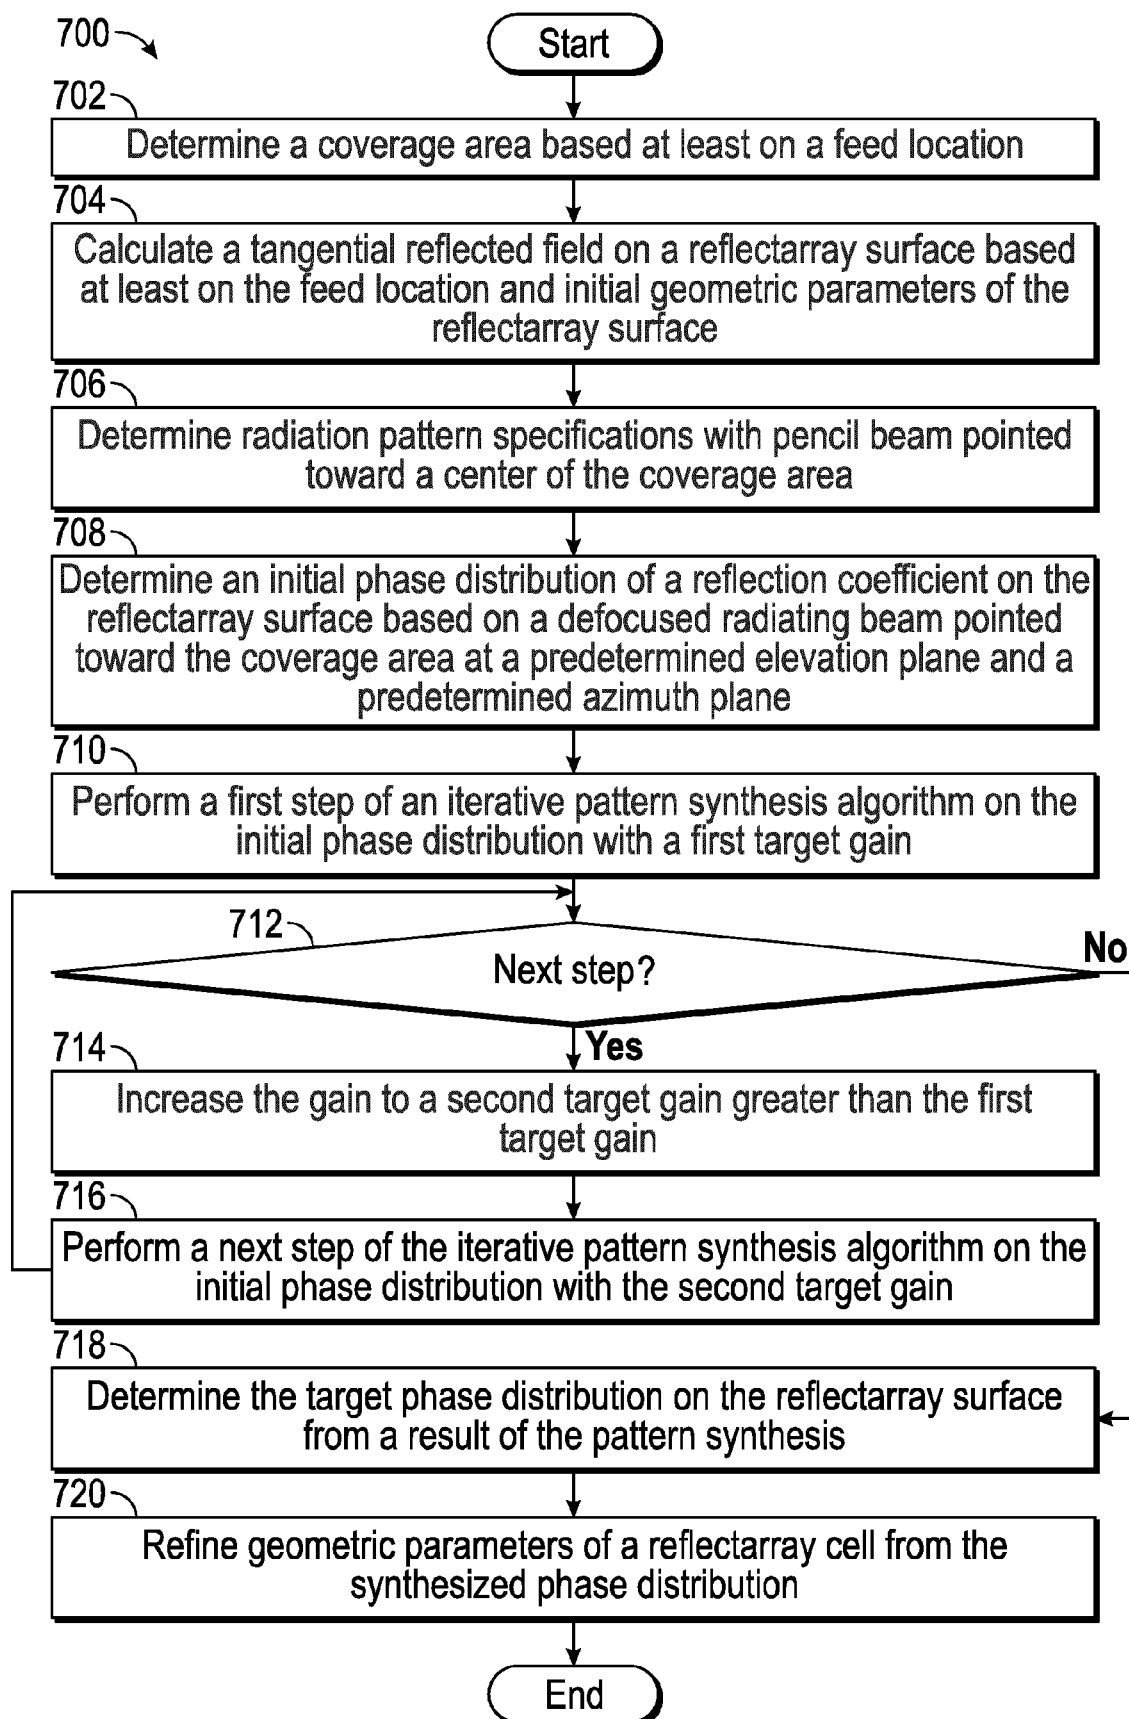 700
Start
702
Determine a coverage area based at least on a feed location
704
Calculate a tangential reflected field on a reflectarray surface based
at least on the feed location and initial geometric parameters of the
reflectarray surface
706
Determine radiation pattern specifications with pencil beam pointed
toward a center of the coverage area
708
Determine an initial phase distribution of a reflection coefficient on the
reflectarray surface based on a defocused radiating beam pointed
toward the coverage area at a predetermined elevation plane and a
predetermined azimuth plane
710
Perform a first step of an iterative pattern synthesis algorithm on the
initial phase distribution with a first target gain
712
Next step?
No
Yes
714
Increase the gain to a second target gain greater than the first
target gain
716
Perform a next step of the iterative pattern synthesis algorithm on the
initial phase distribution with the second target gain
718
Determine the target phase distribution on the reflectarray surface
from a result of the pattern synthesis
720
Refine geometric parameters of a reflectarray cell from the
synthesized phase distribution
End